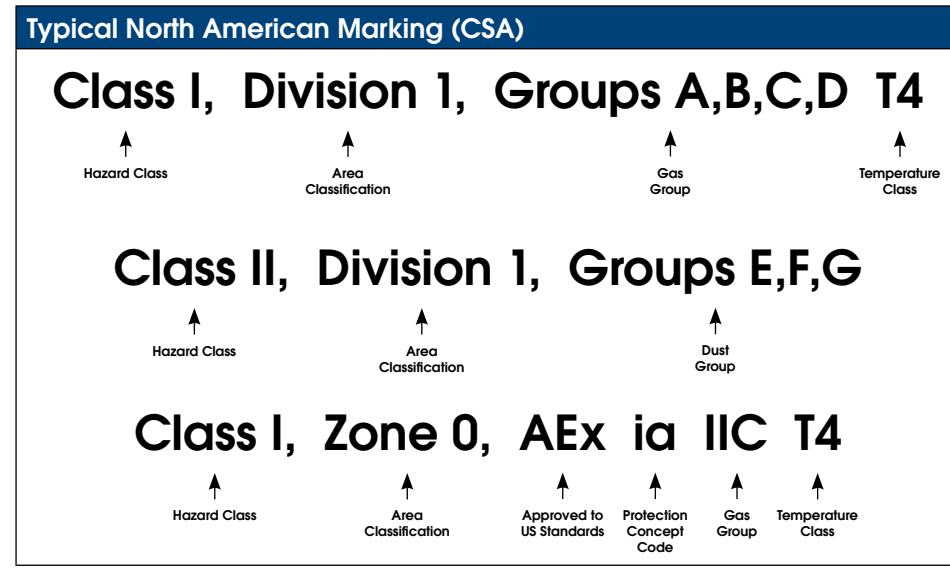 Typical North American Marking (CSA)
Class I, Division 1, Groups A,B,C,D T4
Hazard Class Area Gas Temperature
Classification Group Class
Class II, Division 1, Groups E,F,G
Hazard Class Area Dust
Classification Group
Class I, Zone 0, AEx ia IIC T4
Hazard Class Area Approved to Protection Gas Temperature
Classification US Standards Concept Group Class
Code